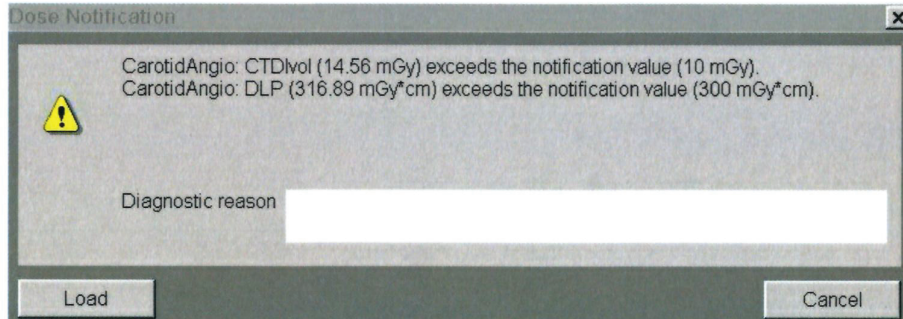 Dose Notification
CarotidAngio: CTDIvol (14.56 mGy) exceeds the notification value (10 mGy).
CarotidAngio: DLP (316.89 mGy*cm) exceeds the notification value (300 mGy*cm).
Diagnostic reason
Load
Cancel